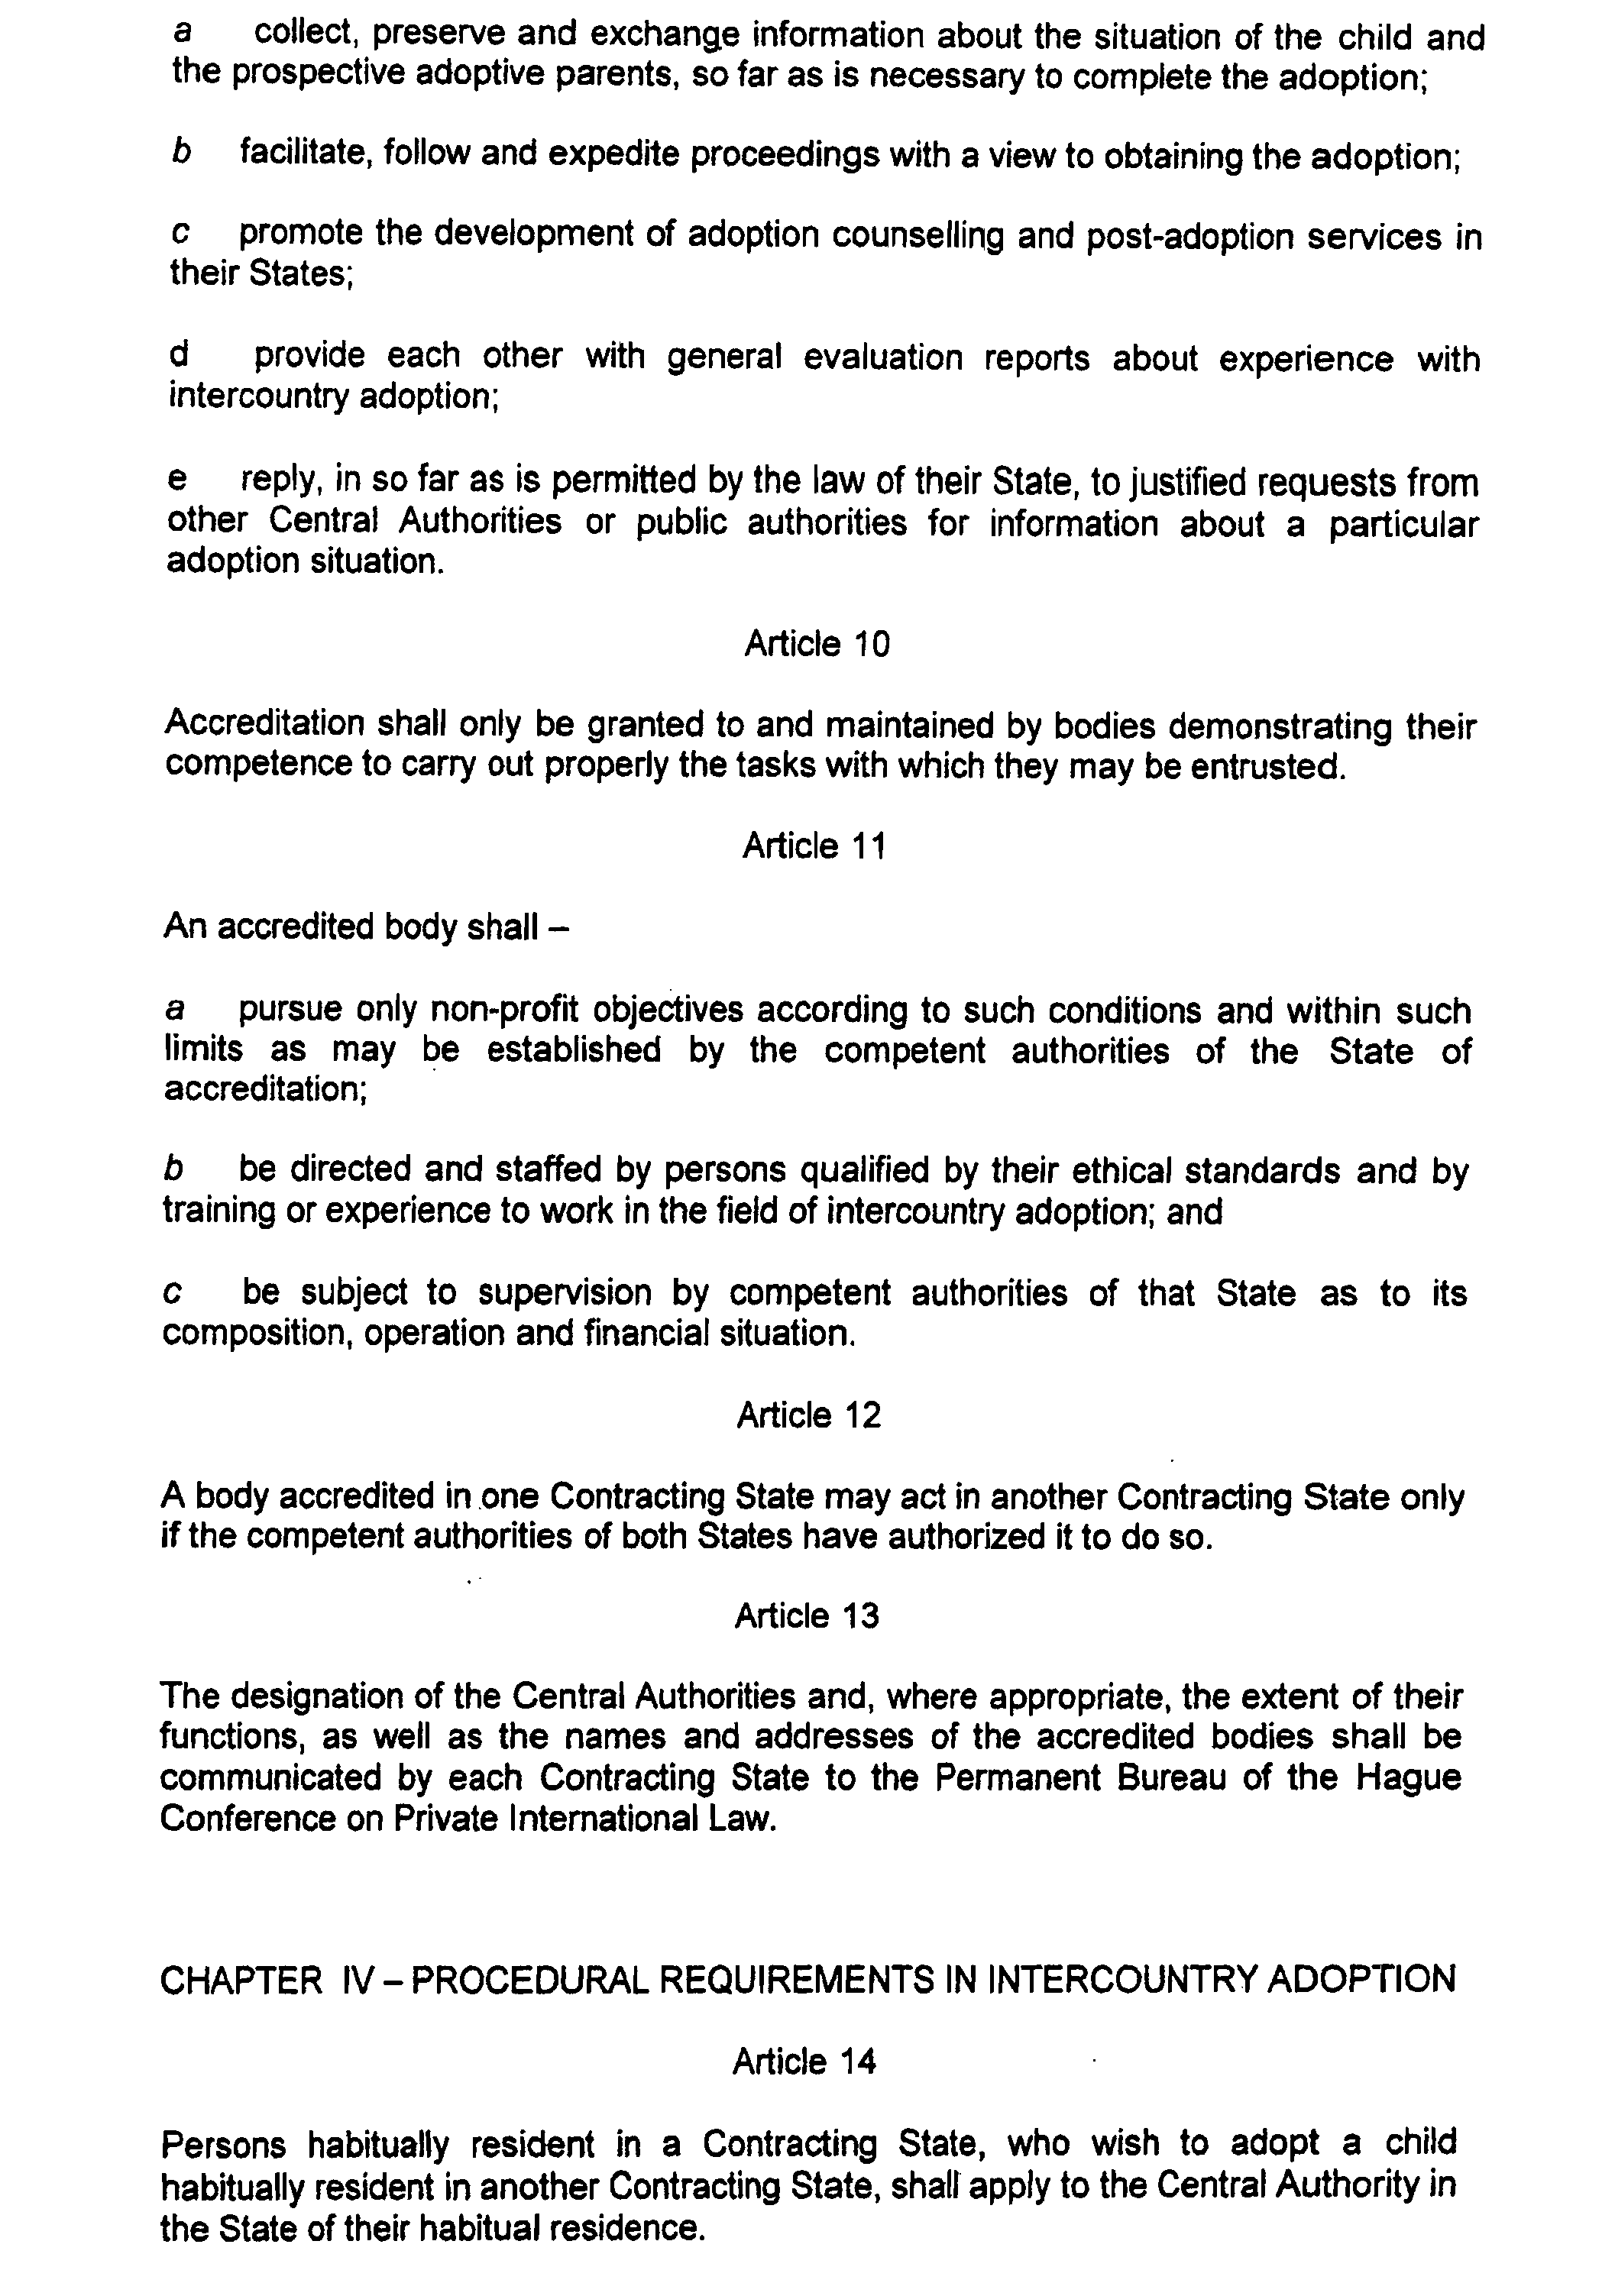 a collect, preserve and exchange information about the situation of the child and
the prospective adoptive parents, so far as is necessary to complete the adoption;
b facilitate, follow and expedite proceedings with a view to obtaining the adoption;
c promote the development of adoption counselling and post-adoption services in
their States;
d provide each other with general evaluation reports about experience with
intercountry adoption;
e reply, in so far as is permitted by the law of their State, to justified requests from
other Central Authorities or public authorities for information about a particular
adoption situation.
Article 10
Accreditation shall only be granted to and maintained by bodies demonstrating their
competence to carry out properly the tasks with which they may be entrusted.
Article 11
An accredited body shall –
a pursue only non-profit objectives according to such conditions and within such
limits as may be established by the competent authorities of the State of
accreditation;
b be directed and staffed by persons qualified by their ethical standards and by
training or experience to work in the field of intercountry adoption; and
c be subject to supervision by competent authorities of that State as to its
composition, operation and financial situation.
Article 12
A body accredited in one Contracting State may act in another Contracting State only
if the competent authorities of both States have authorized it to do so.
Article 13
The designation of the Central Authorities and, where appropriate, the extent of their
functions, as well as the names and addresses of the accredited bodies shall be
communicated by each Contracting State to the Permanent Bureau of the Hague
Conference on Private International Law.
CHAPTER IV – PROCEDURAL REQUIREMENTS IN INTERCOUNTRY ADOPTION
Article 14
Persons habitually resident in a Contracting State, who wish to adopt a child
habitually resident in another Contracting State, shall apply to the Central Authority in
the State of their habitual residence.